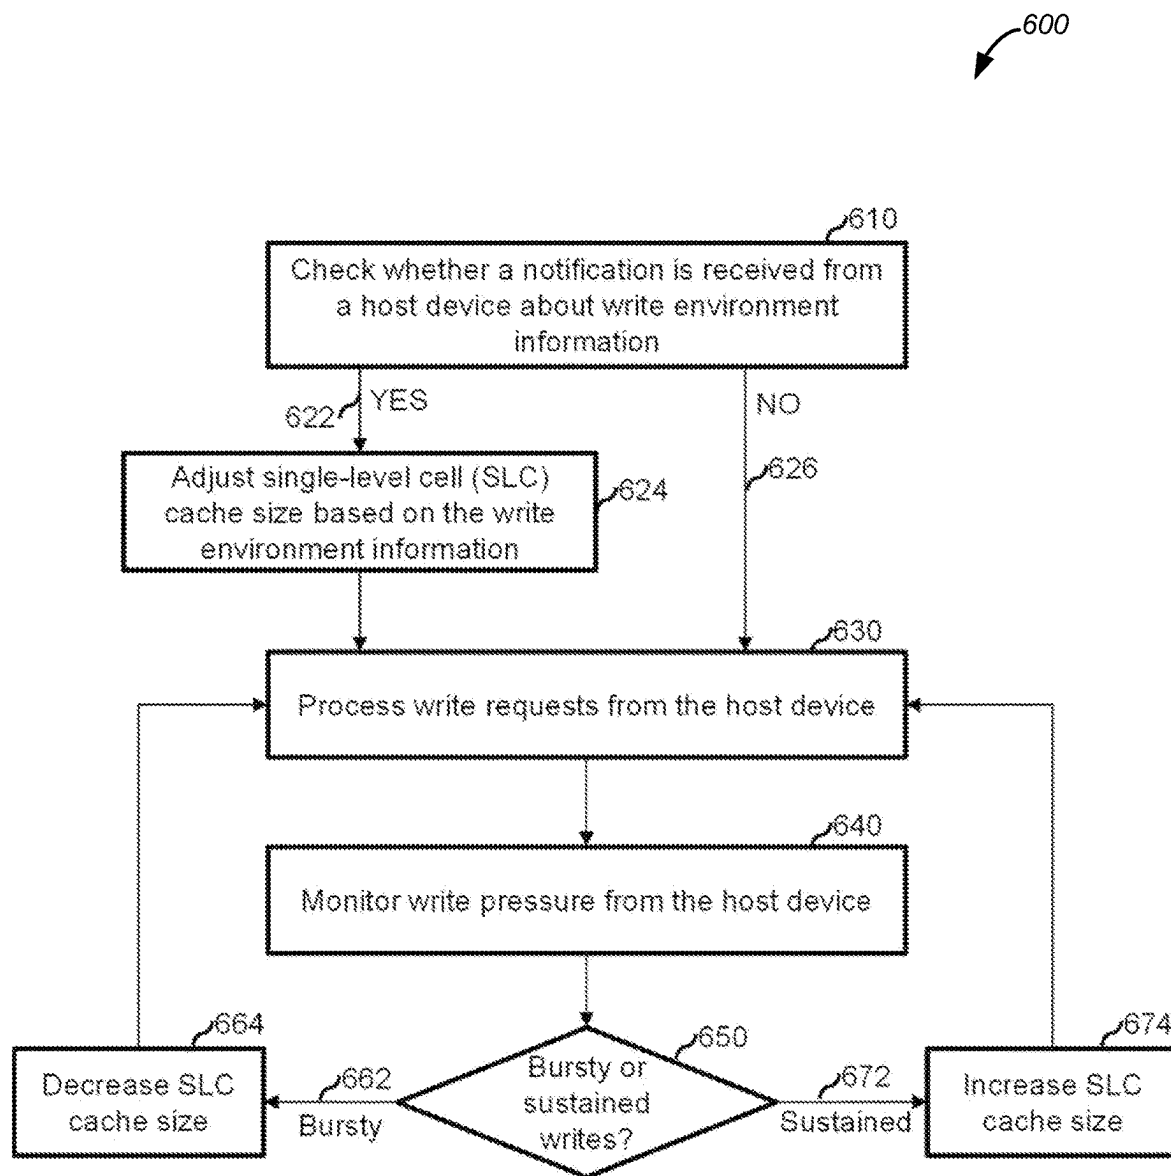 600
610
Check whether a notification is received from
a host device about write environment
information
622
YES
NO
Adjust single-level cell (SLC)
cache size based on the write
environment information
624
626
630
Process write requests from the host device
640
Monitor write pressure from the host device
650
Bursty or
sustained
writes?
662
Bursty
664
Decrease SLC
cache size
672
Sustained
674
Increase SLC
cache size